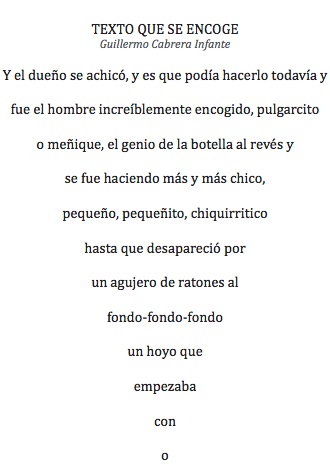 TEXTO QUE SE ENCOGE
Guillermo Cabrera Infante
Y el dueño se achicó, y es que podía hacerlo todavía y
fue el hombre increíblemente encogido, pulgarcito
o meñique, el genio de la botella al revés y
se fue haciendo más y más chico,
pequeño, pequeñito, chiquirritico
hasta que desapareció por
un agujero de ratones al
fondo-fondo-fondo
un hoyo que
empezaba
con
o